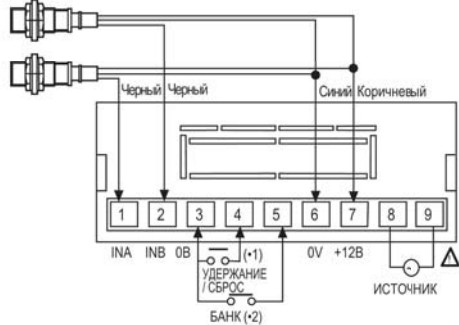 Черный Черный Синий Коричневый
1 2 3 4 5 6 7 8 9
INA INB 0В (•1) 0V +12В
УДЕРЖАНИЕ
/ СБРОС
ИСТОЧНИК
БАНК (•2)